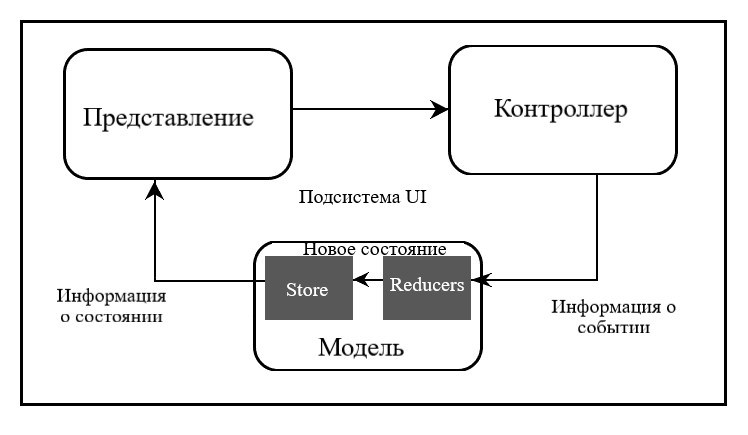 Представление
Контроллер
Подсистема UI
Новое состояние
Store
Reducers
Информация
о состоянии
Информация о
событии
Модель